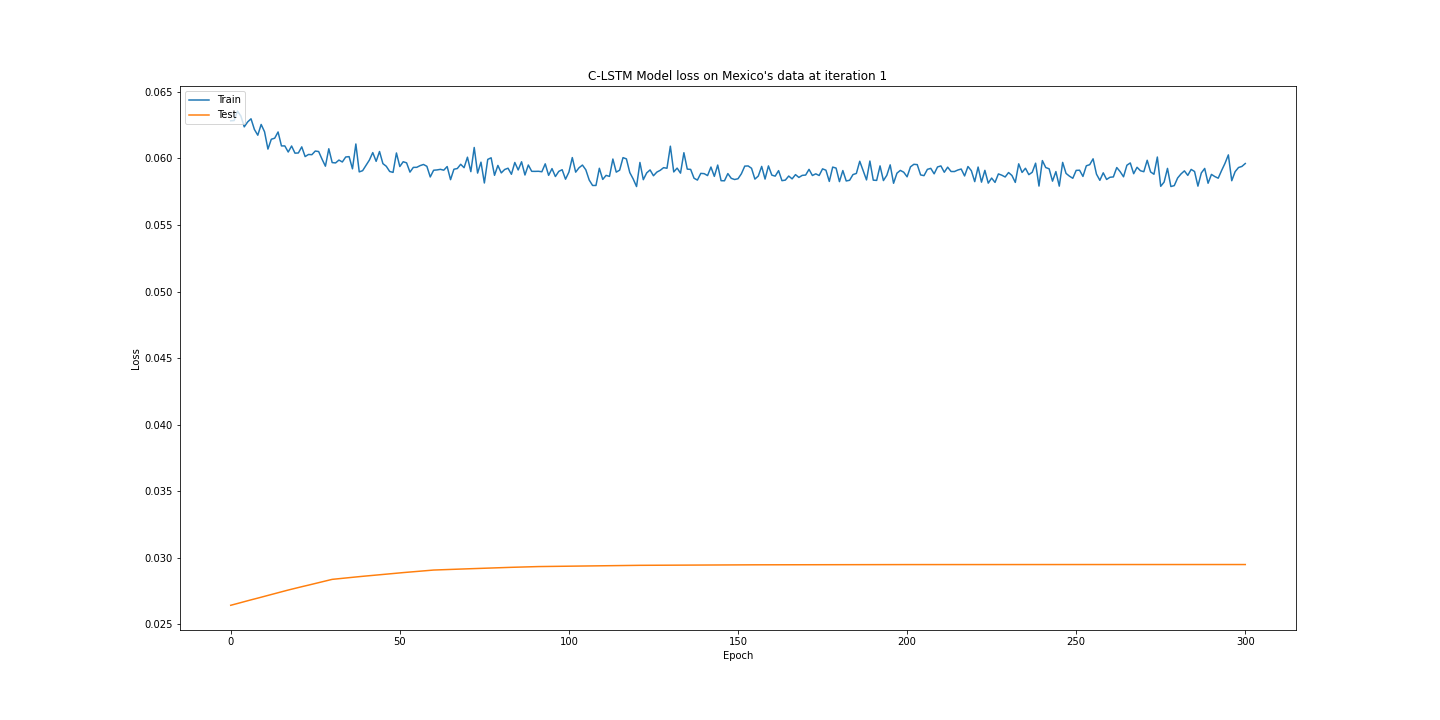 C-LSTM Model loss on Mexico's data at iteration 1
Train
Test
0.065
0.060
0.055
0.050
0.045
0.040
0.035
0.030
0.025
Loss
0 50 100 150 200 250 300
Epoch